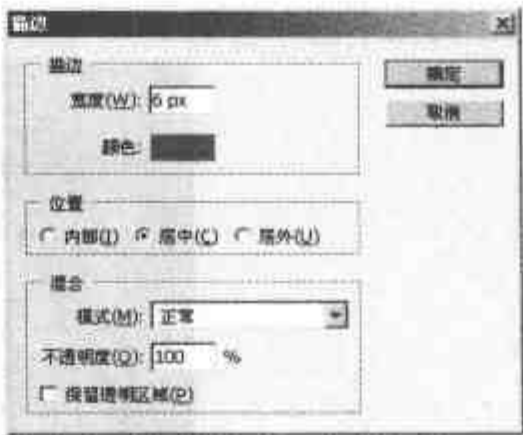 描边
描边
宽度(W): 6 px
颜色:
确定
取消
位置
内部(I) 居中(C) 居外(U)
混合
模式(M): 正常
不透明度(O): 100 %
保留透明区域(P)